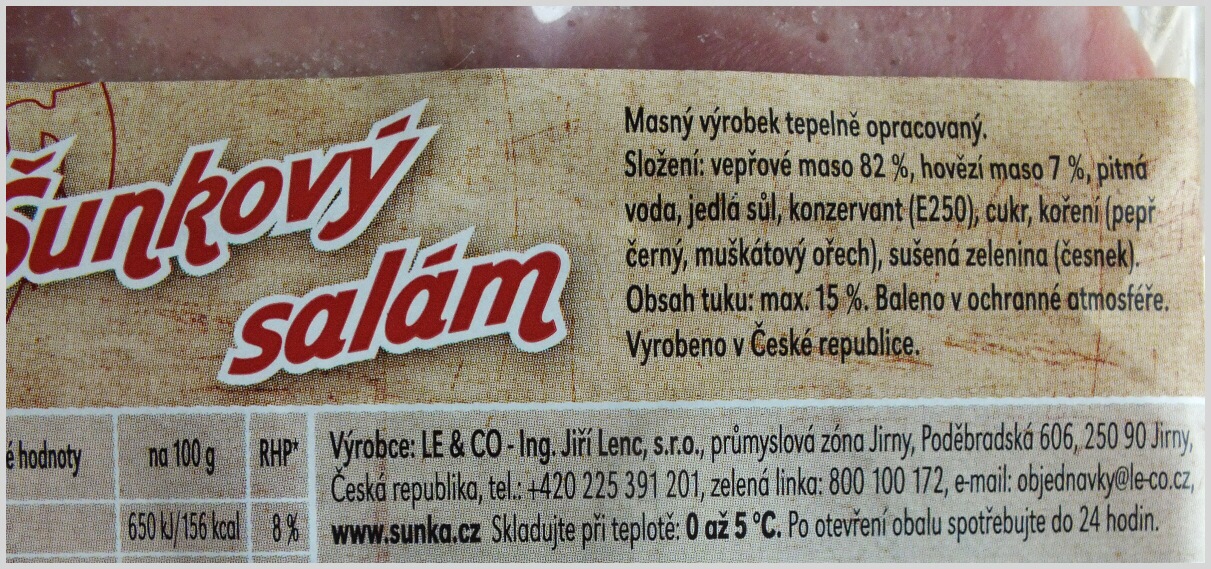 Šunkový
salám
Masný výrobek tepelně opracovaný.
Složení: vepřové maso 82 %, hovězí maso 7 %, pitná
voda, jedlá sůl, konzervant (E250), cukr, koření (pepř
černý, muškátový ořech), sušená zelenina (česnek).
Obsah tuku: max. 15 %. Baleno v ochranné atmosféře.
Vyrobeno v České republice.
é hodnoty na 100 g RHP*
650 kJ/156 kcal 8 %
Výrobce: LE & CO - Ing. Jiří Lenc, s.r.o., průmyslová zóna Jirny, Poděbradská 606, 250 90 Jirny,
Česká republika, tel.: +420 225 391 201, zelená linka: 800 100 172, e-mail: objednavky@le-co.cz,
www.sunka.cz Skladujte při teplotě: 0 až 5 °C. Po otevření obalu spotřebujte do 24 hodin.